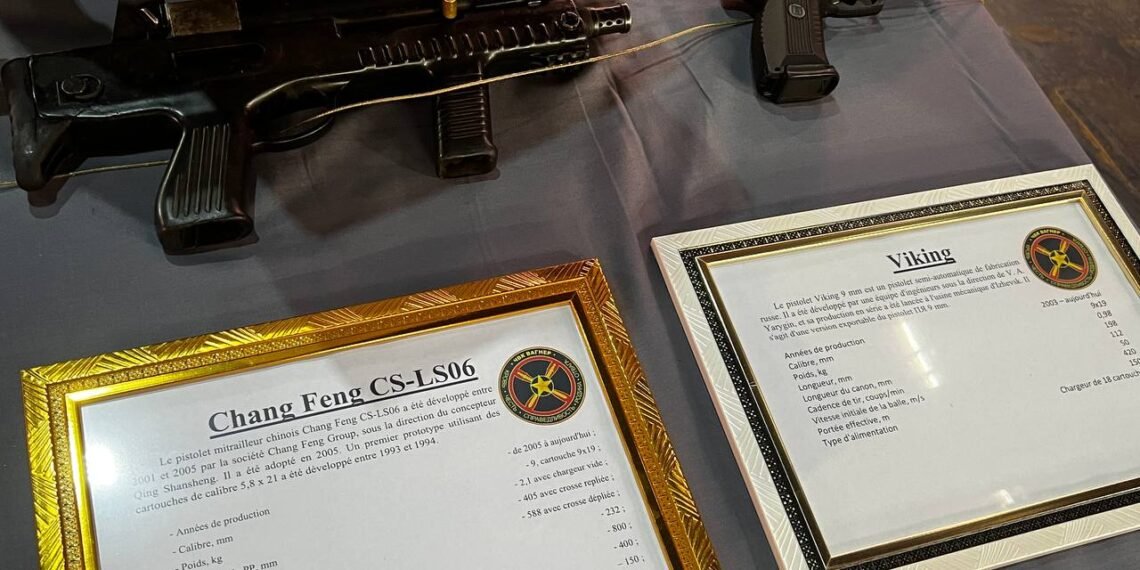 Chang Feng CS-LS06
Le pistolet mitrailleur chinois Chang Feng CS-LS06 a été développé entre
2001 et 2005 par la société Chang Feng Group, sous la direction du concepteur
Qing Shansheng. Il a été adopté en 2005. Un premier prototype utilisant des
cartouches de calibre 5,8 x 21 a été développé entre 1993 et 1994.
- Années de production
- de 2005 à aujourd'hui ;
- Calibre, mm
- 9, cartouche 9x19 ;
- Poids, kg
- 2,1 avec chargeur vide ;
- 405 avec crosse repliée ;
- 588 avec crosse dépliée ;
PP, mm
- 232 ;
- 800 ;
- 400 ;
- 150 ;
ЧВК ВАГНЕР
Viking
Le pistolet Viking 9 mm est un pistolet semi-automatique de fabrication
russe. Il a été développé par une équipe d'ingénieurs sous la direction de V. A.
Yarygin, et sa production en série a été lancée à l'usine mécanique d'Izhevsk. Il
s'agit d'une version exportable du pistolet ПЯ 9 mm.
Années de production
2003 – aujourd'hui
Calibre, mm
9x19
Poids, kg
0,98
Longueur, mm
198
Longueur du canon, mm
112
Cadence de tir, coups/min
50
Vitesse initiale de la balle, m/s
420
Portée effective, m
Type d'alimentation
Chargeur de 18
ЧВК ВАГНЕР